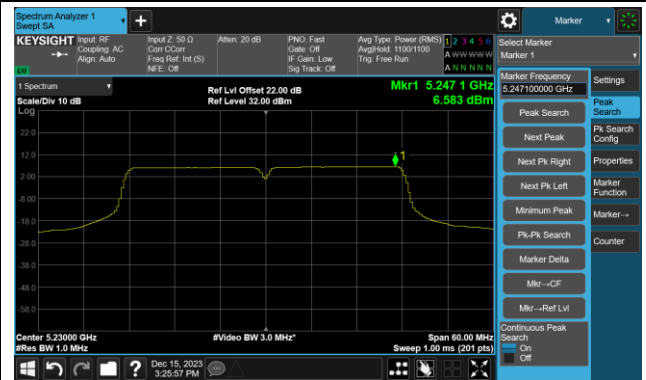 Spectrum Analyzer 1
Swept SA
Marker
KEYSIGHT
Input: RF
Coupling: AC
Align: Auto
Input Z: 50 Ω
Corr CCorr
Freq Ref: Int (S)
NFE: Off
Atten: 20 dB
PNO: Fast
Gate: Off
IF Gain: Low
Sig Track: Off
Avg Type: Power (RMS)
Avg|Hold: 1100/1100
Trig: Free Run
1 2 3 4 5 6
A W W W W W
A N N N N N
LXI
Select Marker
Marker 1
1 Spectrum
Scale/Div 10 dB
Log
Ref Lvl Offset 22.00 dB
Ref Level 32.00 dBm
Mkr1 5.247 1 GHz
6.583 dBm
22.0
12.0
2.00
-8.00
-18.0
-28.0
-38.0
-48.0
-58.0
1
Center 5.23000 GHz
#Res BW 1.0 MHz
#Video BW 3.0 MHz*
Span 60.00 MHz
Sweep 1.00 ms (201 pts)
Marker Frequency
5.247100000 GHz
Peak Search
Next Peak
Next Pk Right
Next Pk Left
Minimum Peak
Pk-Pk Search
Marker Delta
Mkr→CF
Mkr→Ref Lvl
Continuous Peak
Search
On
Off
Settings
Peak
Search
Pk Search
Config
Properties
Marker
Function
Marker→
Counter
Dec 15, 2023
3:25:57 PM